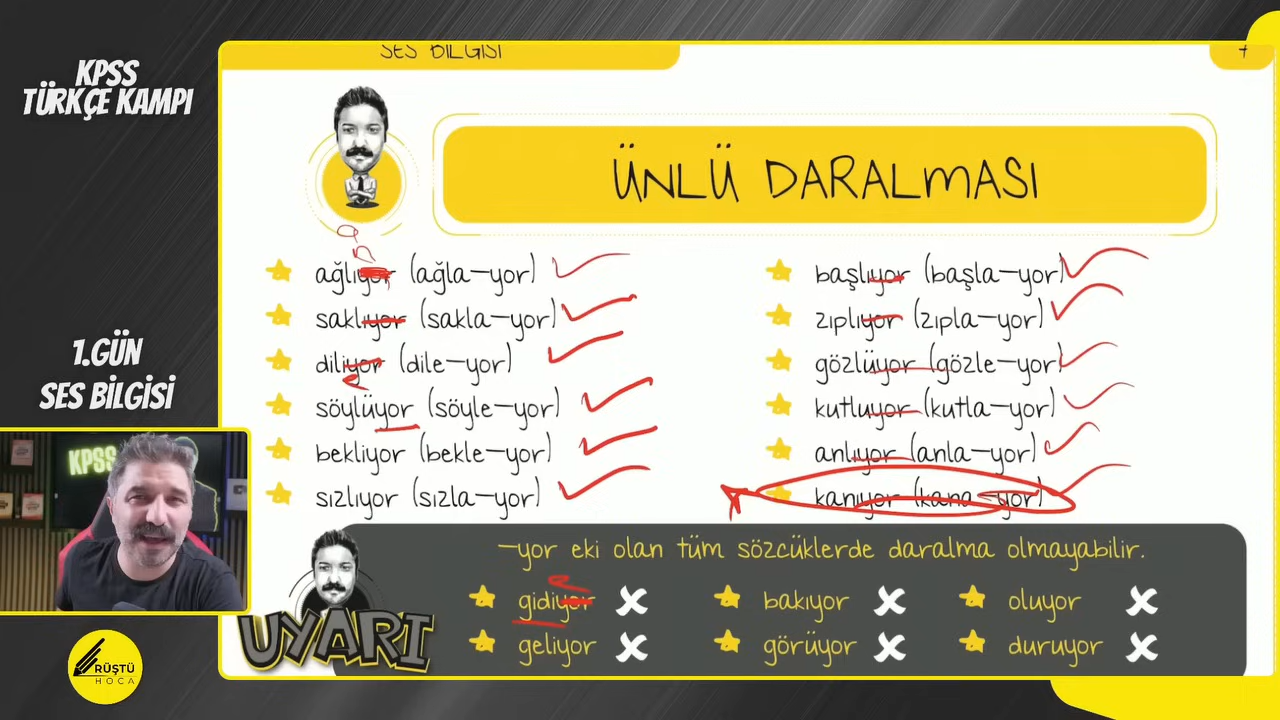 KPSS
TÜRKÇE KAMPI
1.GÜN
SES BİLGİSİ
KPSS
RÜŞTÜ
HOCA
SES BİLGİSİ
7
ÜNLÜ DARALMASI
ağlıyor (ağla–yor)
saklıyor (sakla–yor)
diliyor (dile–yor)
söylüyor (söyle–yor)
bekliyor (bekle–yor)
sızlıyor (sızla–yor)
başlıyor (başla–yor)
zıplıyor (zıpla–yor)
gözlüyor (gözle–yor)
kutluyor (kutla–yor)
anlıyor (anla–yor)
kanıyor (kana–yor)
UYARI
–yor eki olan tüm sözcüklerde daralma olmayabilir.
gidiyor
bakıyor
oluyor
geliyor
görüyor
duruyor